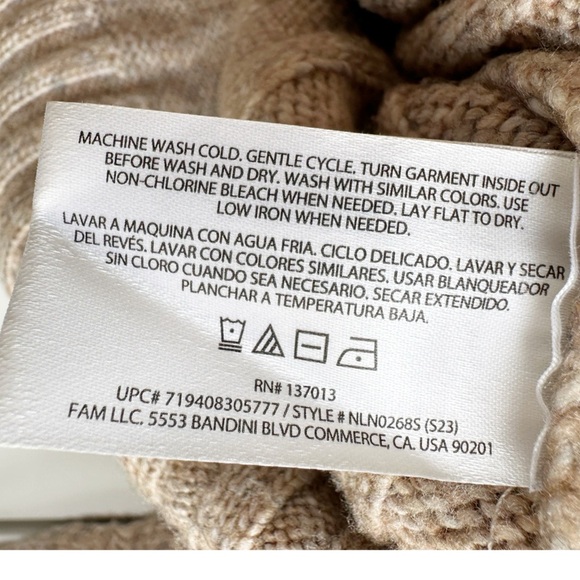 MACHINE WASH COLD, GENTLE CYCLE, TURN GARMENT INSIDE OUT
BEFORE WASH AND DRY. WASH WITH SIMILAR COLORS. USE
NON-CHLORINE BLEACH WHEN NEEDED. LAY FLAT TO DRY.
LOW IRON WHEN NEEDED.
LAVAR A MAQUINA CON AGUA FRIA. CICLO DELICADO. LAVAR Y SECAR
DEL REVÉS. LAVAR CON COLORES SIMILARES. USAR BLANQUEADOR
SIN CLORO CUANDO SEA NECESARIO. SECAR EXTENDIDO.
PLANCHAR A TEMPERATURA BAJA.
RN# 137013
UPC# 719408305777 / STYLE # NLN0268S (S23)
FAM LLC, 5553 BANDINI BLVD COMMERCE, CA. USA 90201